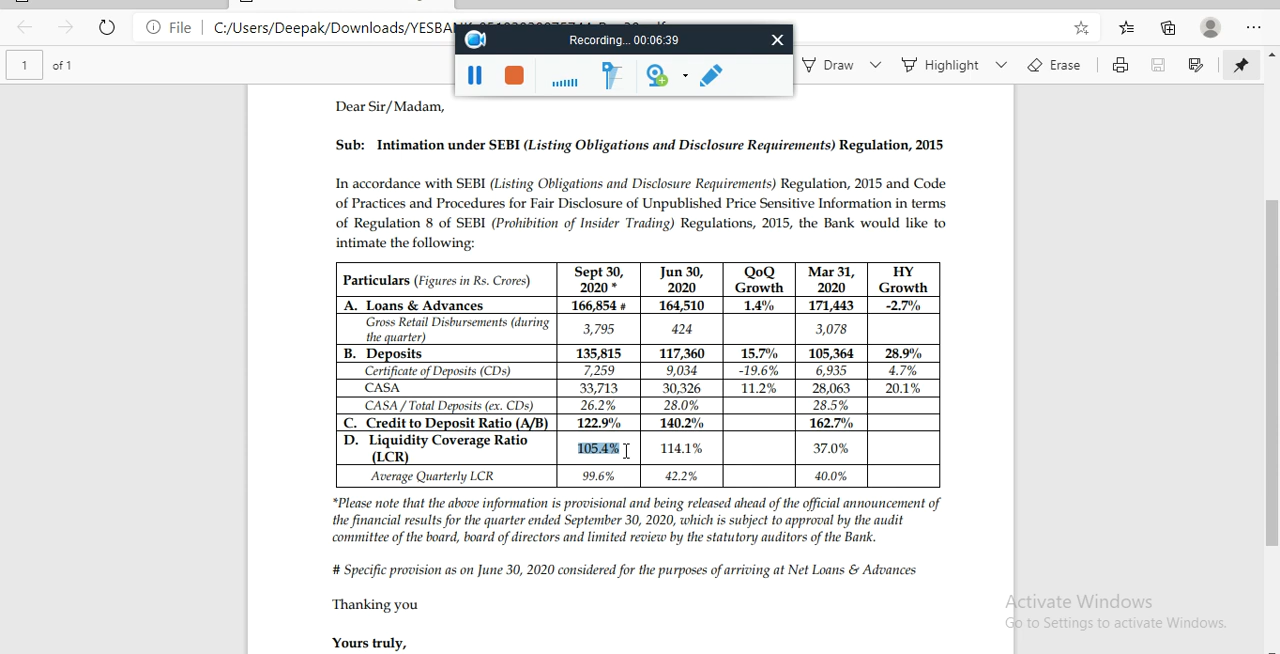 File
C:/Users/Deepak/Downloads/YESBANK
Recording... 00:06:39
1 of 1
Draw
Highlight
Erase
Dear Sir/Madam,
Sub: Intimation under SEBI (Listing Obligations and Disclosure Requirements) Regulation, 2015
In accordance with SEBI (Listing Obligations and Disclosure Requirements) Regulation, 2015 and Code
of Practices and Procedures for Fair Disclosure of Unpublished Price Sensitive Information in terms
of Regulation 8 of SEBI (Prohibition of Insider Trading) Regulations, 2015, the Bank would like to
intimate the following:
Particulars (Figures in Rs. Crores) Sept 30, 2020 * Jun 30, 2020 QoQ Growth Mar 31, 2020 HY Growth
A. Loans & Advances 166,854 # 164,510 1.4% 171,443 -2.7%
Gross Retail Disbursements (during
the quarter) 3,795 424 3,078
B. Deposits 135,815 117,360 15.7% 105,364 28.9%
Certificate of Deposits (CDs) 7,259 9,034 -19.6% 6,935 4.7%
CASA 33,713 30,326 11.2% 28,063 20.1%
CASA / Total Deposits (ex. CDs) 26.2% 28.0% 28.5%
C. Credit to Deposit Ratio (A/B) 122.9% 140.2% 162.7%
D. Liquidity Coverage Ratio
(LCR) 105.4% 114.1% 37.0%
Average Quarterly LCR 99.6% 42.2% 40.0%
*Please note that the above information is provisional and being released ahead of the official announcement of
the financial results for the quarter ended September 30, 2020, which is subject to approval by the audit
committee of the board, board of directors and limited review by the statutory auditors of the Bank.
# Specific provision as on June 30, 2020 considered for the purposes of arriving at Net Loans & Advances
Thanking you
Yours truly,
Activate Windows
Go to Settings to activate Windows.